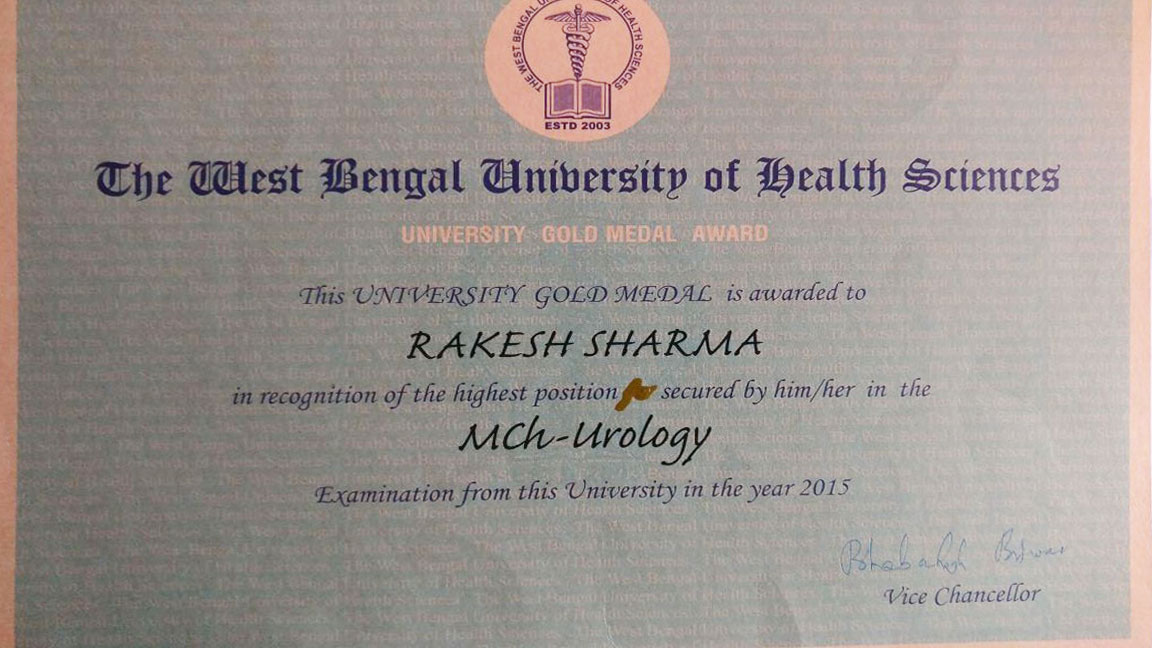 THE WEST BENGAL UNIVERSITY OF HEALTH SCIENCES
ESTD 2003
The West Bengal University of Health Sciences
UNIVERSITY GOLD MEDAL AWARD
This UNIVERSITY GOLD MEDAL is awarded to
RAKESH SHARMA
in recognition of the highest position secured by him/her in the
MCh-Urology
Examination from this University in the year 2015
Vice Chancellor